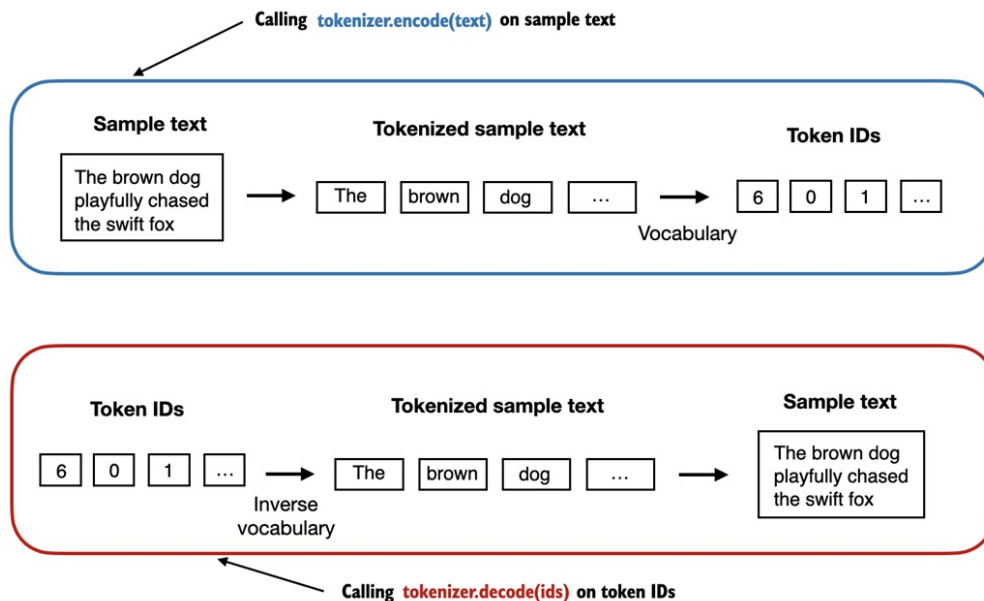 Calling tokenizer.encode(text) on sample text
Sample text
Tokenized sample text
Token IDs
The brown dog
playfully chased
the swift fox
The
brown
dog
...
Vocabulary
6
0
1
...
Token IDs
Tokenized sample text
Sample text
6
0
1
...
Inverse
vocabulary
The
brown
dog
...
The brown dog
playfully chased
the swift fox
Calling tokenizer.decode(ids) on token IDs